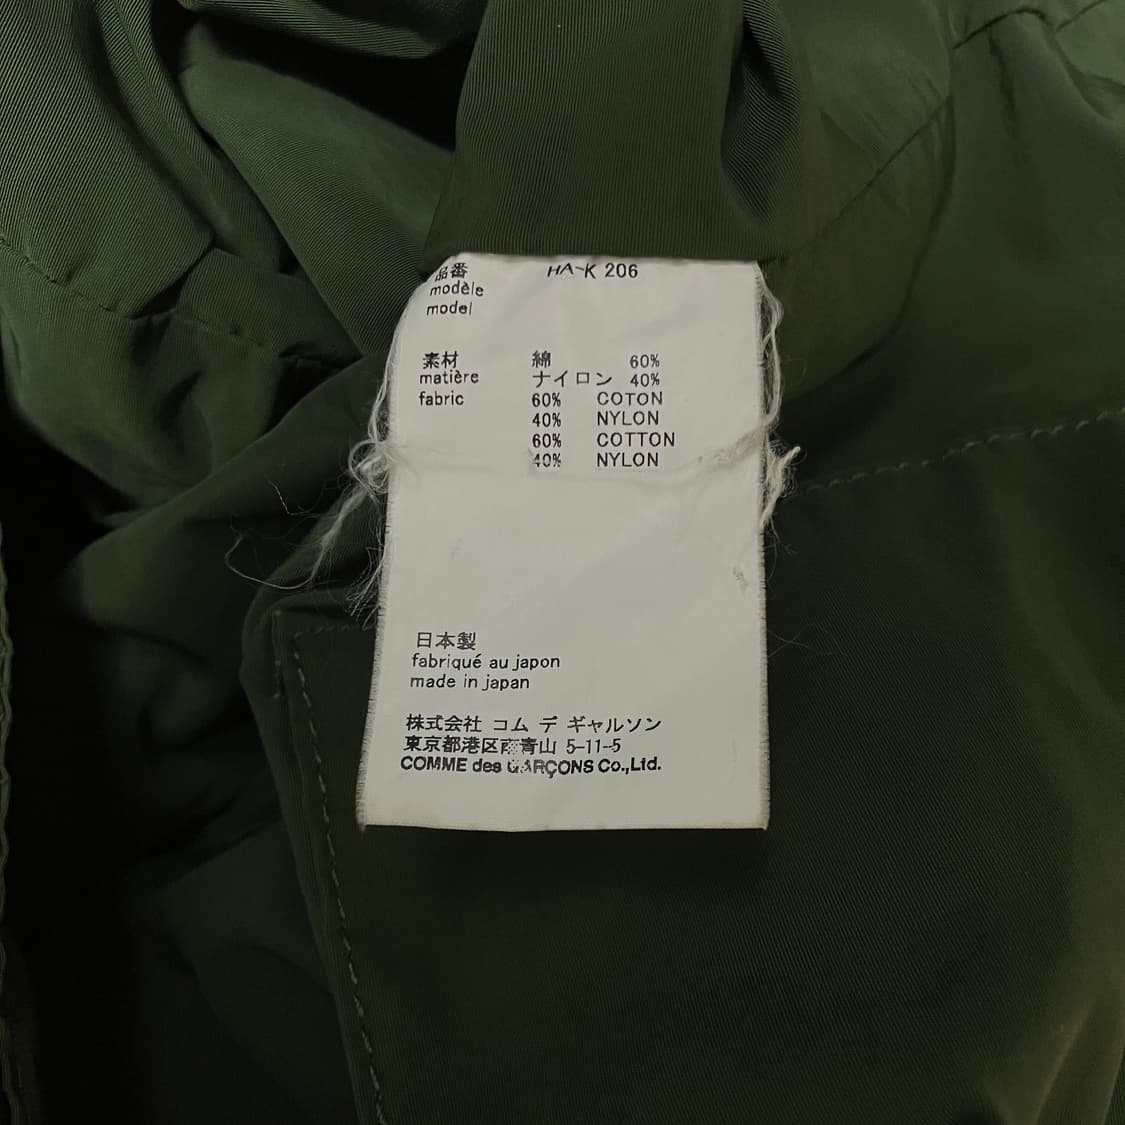 品番 HA-K 206
modèle
model
素材 綿 60%
matière ナイロン 40%
fabric 60% COTON
40% NYLON
60% COTTON
40% NYLON
日本製
fabriqué au japon
made in japan
株式会社 コム デ ギャルソン
東京都港区南青山 5-11-5
COMME des GARÇONS Co.,Ltd.